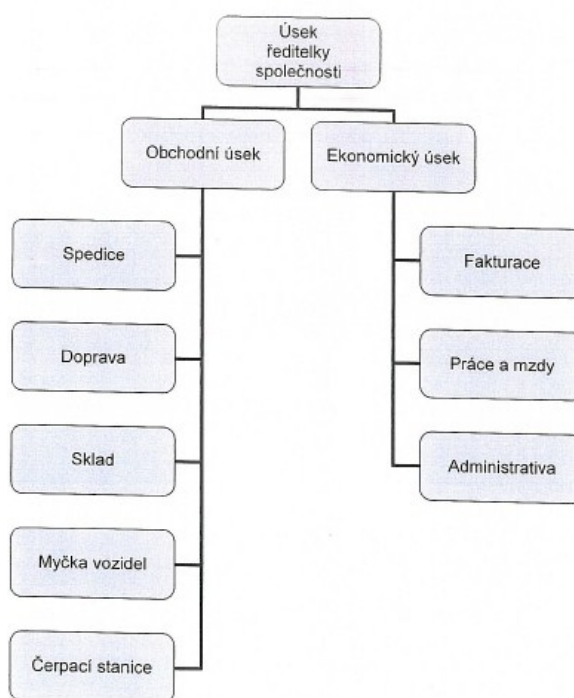 Úsek
ředitelky
společnosti
Obchodní úsek
Ekonomický úsek
Spedice
Doprava
Sklad
Myčka vozidel
Čerpací stanice
Fakturace
Práce a mzdy
Administrativa